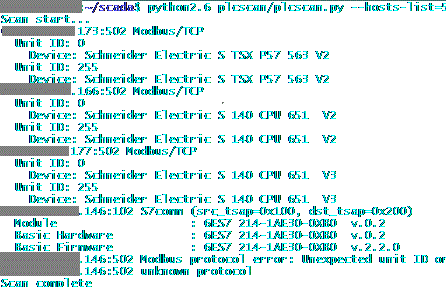 :~/scada$ python2.6 plcscan/plcscan.py --hosts-list=5
Scan start...
.173:502 Modbus/TCP
Unit ID: 0
Device: Schneider Electric S TSX P57 563 V2
Unit ID: 255
Device: Schneider Electric S TSX P57 563 V2
.166:502 Modbus/TCP
Unit ID: 0
Device: Schneider Electric S 140 CPU 651 V2
Unit ID: 255
Device: Schneider Electric S 140 CPU 651 V2
177:502 Modbus/TCP
Unit ID: 0
Device: Schneider Electric S 140 CPU 651 V3
Unit ID: 255
Device: Schneider Electric S 140 CPU 651 V3
.146:102 S7comm (src_tsap=0x100, dst_tsap=0x200)
Module : 6ES7 214-1AE30-0XB0 v.0.2
Basic Hardware : 6ES7 214-1AE30-0XB0 v.0.2
Basic Firmware : 6ES7 214-1AE30-0XB0 v.2.2.0
.146:502 Modbus protocol error: Unexpected unit ID or
.146:502 unknown protocol
Scan complete